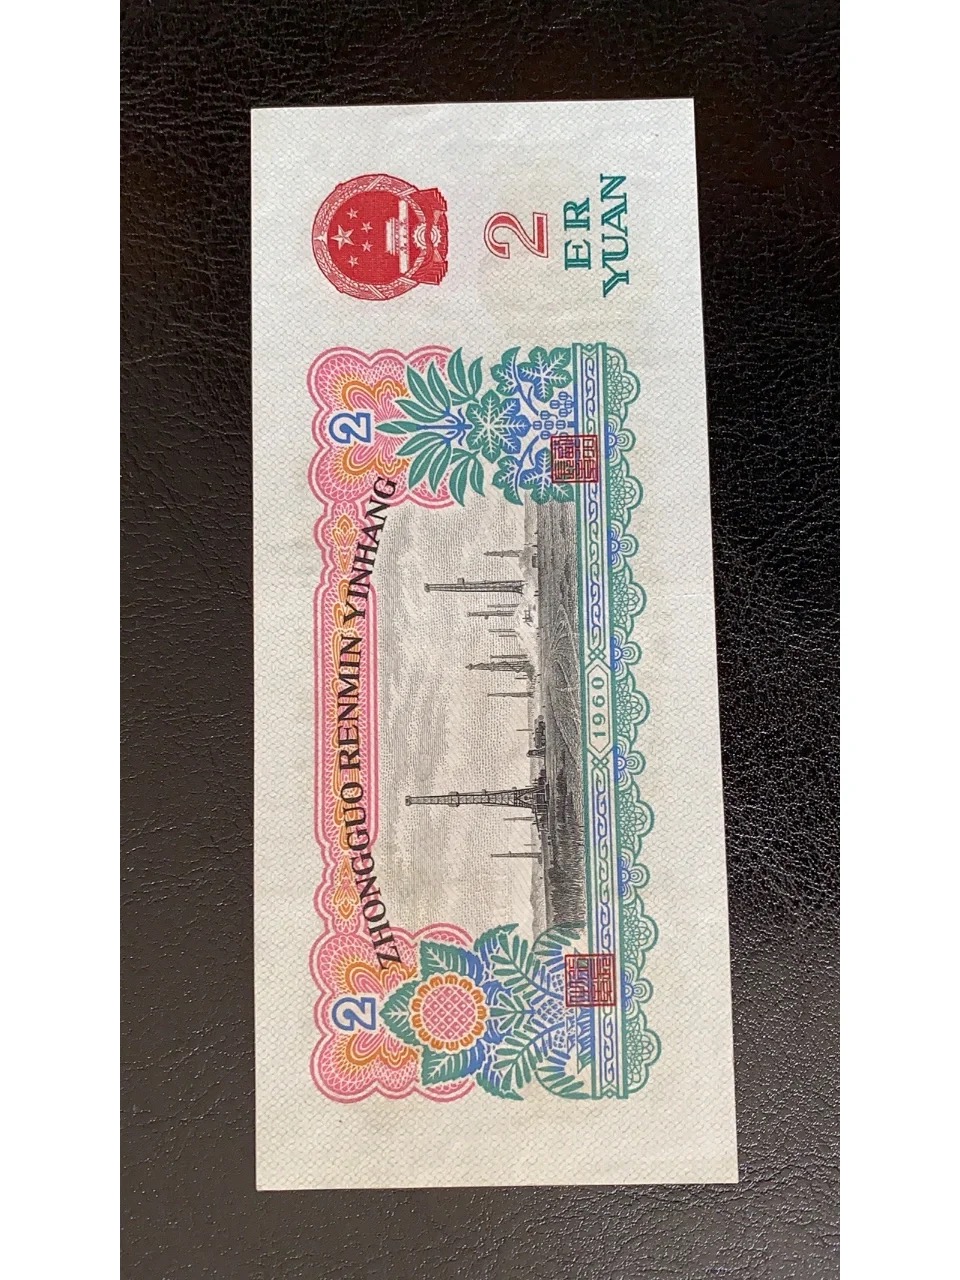 ZHONGGUO RENMIN YINHANG
2
2
1960
2
ER
YUAN